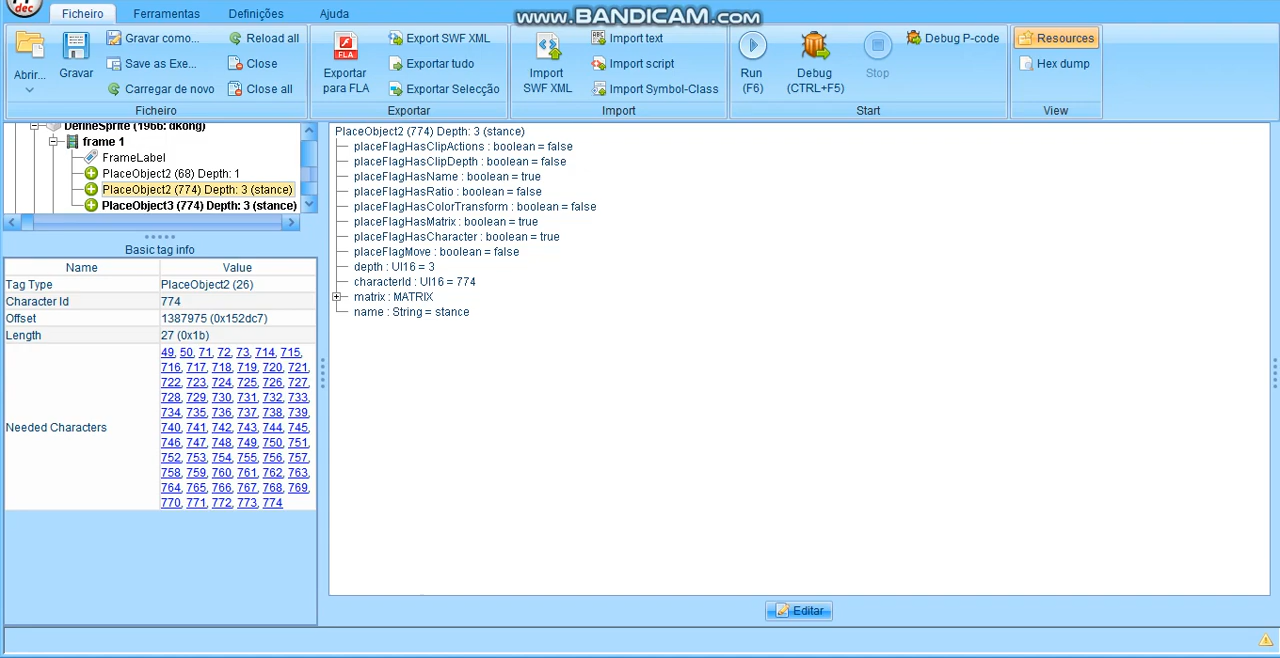 www.BANDICAM.com
dec
Ficheiro
Ferramentas
Definições
Ajuda
Abrir...
Gravar
Gravar como...
Save as Exe...
Carregar de novo
Reload all
Close
Close all
Ficheiro
Exportar para FLA
Export SWF XML
Exportar tudo
Exportar Selecção
Exportar
Import SWF XML
Import text
Import script
Import Symbol-Class
Import
Run (F6)
Debug (CTRL+F5)
Stop
Debug P-code
Start
Resources
Hex dump
View
DefineSprite (1966: dkong)
frame 1
FrameLabel
PlaceObject2 (68) Depth: 1
PlaceObject2 (774) Depth: 3 (stance)
PlaceObject3 (774) Depth: 3 (stance)
Basic tag info
Name Value
Tag Type PlaceObject2 (26)
Character Id 774
Offset 1387975 (0x152dc7)
Length 27 (0x1b)
Needed Characters
49, 50, 71, 72, 73, 714, 715,
716, 717, 718, 719, 720, 721,
722, 723, 724, 725, 726, 727,
728, 729, 730, 731, 732, 733,
734, 735, 736, 737, 738, 739,
740, 741, 742, 743, 744, 745,
746, 747, 748, 749, 750, 751,
752, 753, 754, 755, 756, 757,
758, 759, 760, 761, 762, 763,
764, 765, 766, 767, 768, 769,
770, 771, 772, 773, 774
PlaceObject2 (774) Depth: 3 (stance)
placeFlagHasClipActions : boolean = false
placeFlagHasClipDepth : boolean = false
placeFlagHasName : boolean = true
placeFlagHasRatio : boolean = false
placeFlagHasColorTransform : boolean = false
placeFlagHasMatrix : boolean = true
placeFlagHasCharacter : boolean = true
placeFlagMove : boolean = false
depth : UI16 = 3
characterId : UI16 = 774
matrix : MATRIX
name : String = stance
Editar